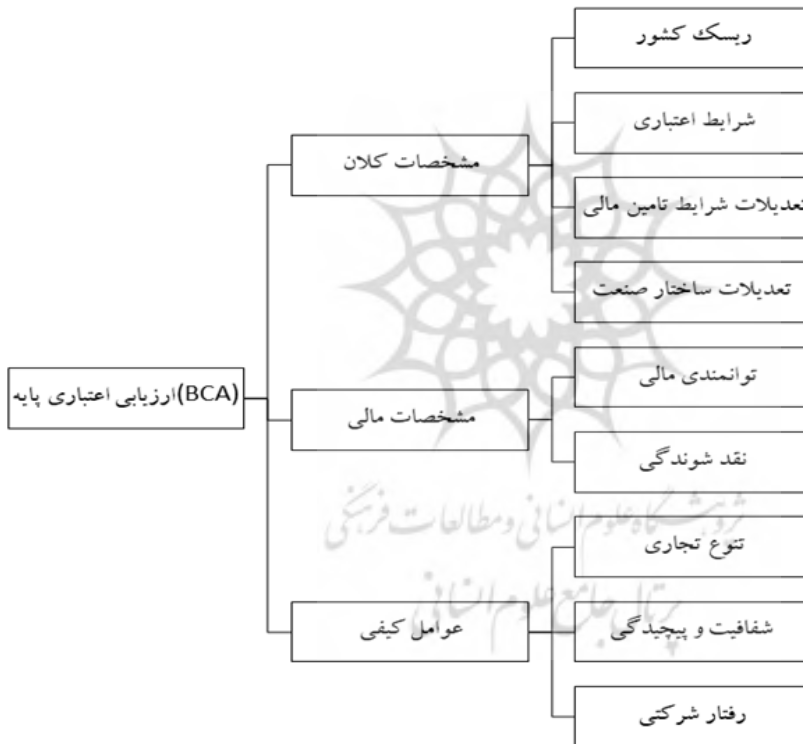 ریسک کشور
شرایط اعتباری
مشخصات کلان
تعدیلات شرایط تامین مالی
تعدیلات ساختار صنعت
(BCA)ارزیابی اعتباری پایه
توانمندی مالی
مشخصات مالی
نقد شوندگی
پژوهشگاه علوم انسانی و مطالعات فرهنگی
تنوع تجاری
پرتال جامع علوم انسانی
عوامل کیفی
شفافیت و پیچیدگی
رفتار شرکتی